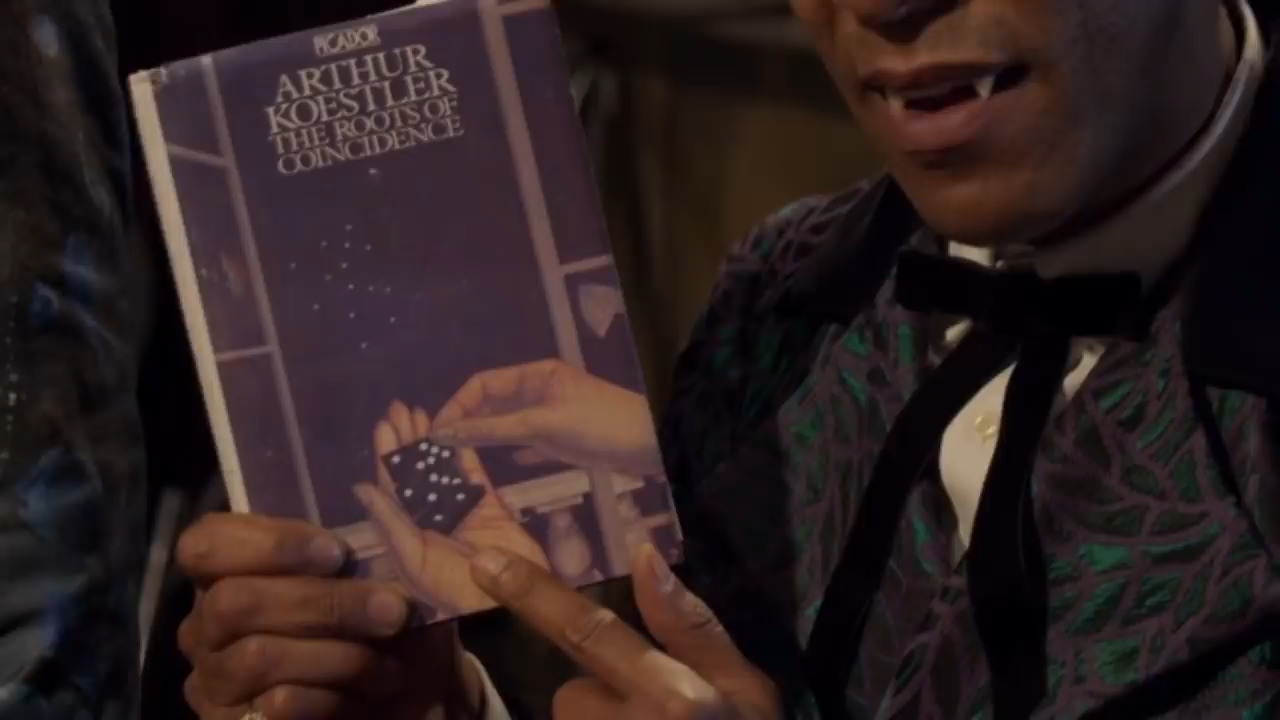 PICADOR
ARTHUR
KOESTLER
THE ROOTS OF
COINCIDENCE